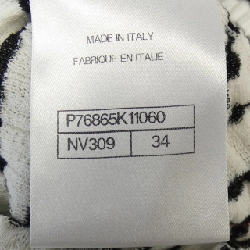 MADE IN ITALY
FABRIQUE EN ITALIE
P76865K11060
NV309 34